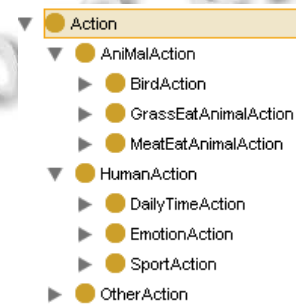 Action
AniMalAction
BirdAction
GrassEatAnimalAction
MeatEatAnimalAction
HumanAction
DailyTimeAction
EmotionAction
SportAction
OtherAction